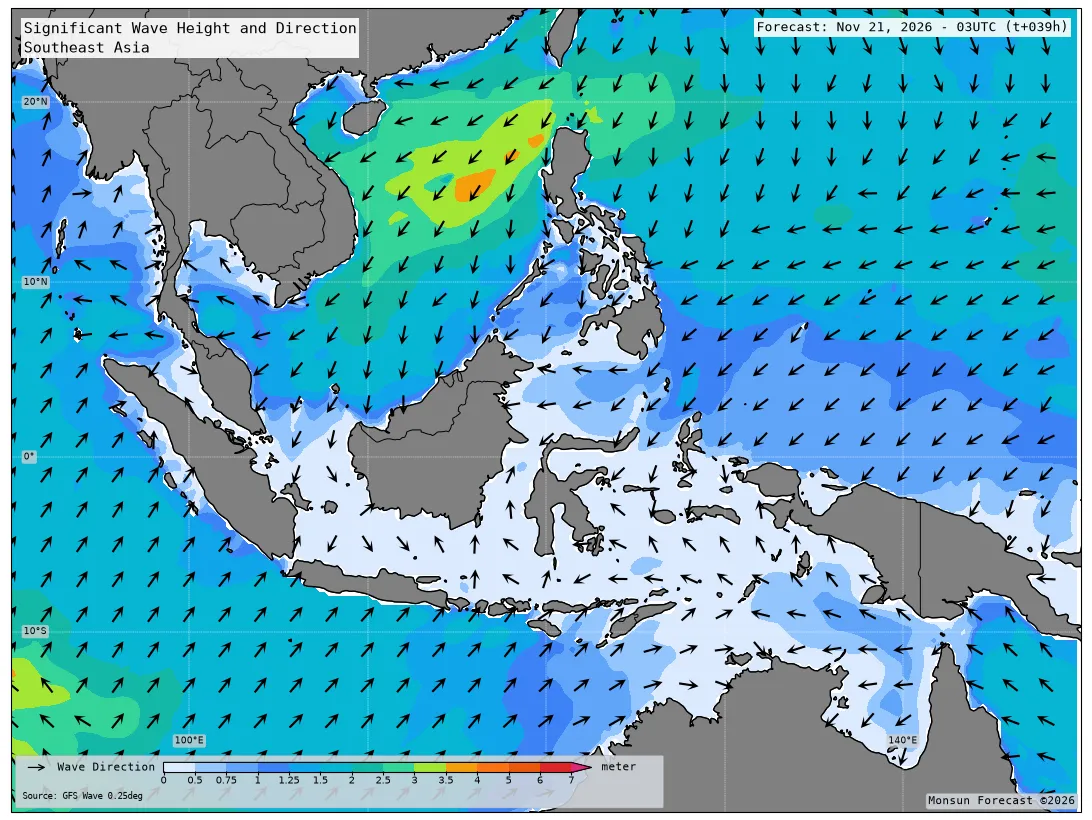 Significant Wave Height and Direction
Southeast Asia
Forecast: Nov 21, 2026 - 03UTC (t+039h)
20°N
10°N
0°
10°S
100°E
140°E
Wave Direction
0 0.5 0.75 1 1.25 1.5 2 2.5 3 3.5 4 5 6 7
meter
Source: GFS Wave 0.25deg
Monsun Forecast ©2026